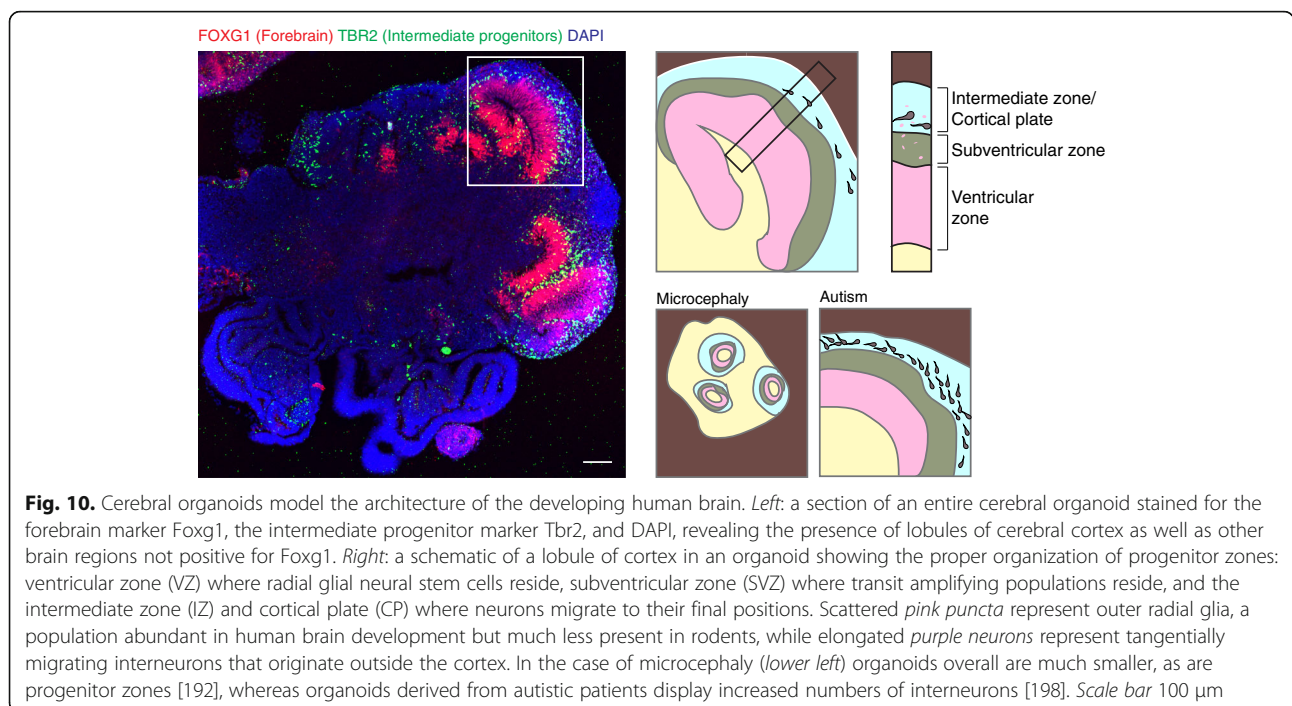 FOXG1 (Forebrain) TBR2 (Intermediate progenitors) DAPI
Intermediate zone/
Cortical plate
Subventricular zone
Ventricular
zone
Microcephaly
Autism
Fig. 10. Cerebral organoids model the architecture of the developing human brain. Left: a section of an entire cerebral organoid stained for the
forebrain marker Foxg1, the intermediate progenitor marker Tbr2, and DAPI, revealing the presence of lobules of cerebral cortex as well as other
brain regions not positive for Foxg1. Right: a schematic of a lobule of cortex in an organoid showing the proper organization of progenitor zones:
ventricular zone (VZ) where radial glial neural stem cells reside, subventricular zone (SVZ) where transit amplifying populations reside, and the
intermediate zone (IZ) and cortical plate (CP) where neurons migrate to their final positions. Scattered pink puncta represent outer radial glia, a
population abundant in human brain development but much less present in rodents, while elongated purple neurons represent tangentially
migrating interneurons that originate outside the cortex. In the case of microcephaly (lower left) organoids overall are much smaller, as are
progenitor zones [192], whereas organoids derived from autistic patients display increased numbers of interneurons [198]. Scale bar 100 μm